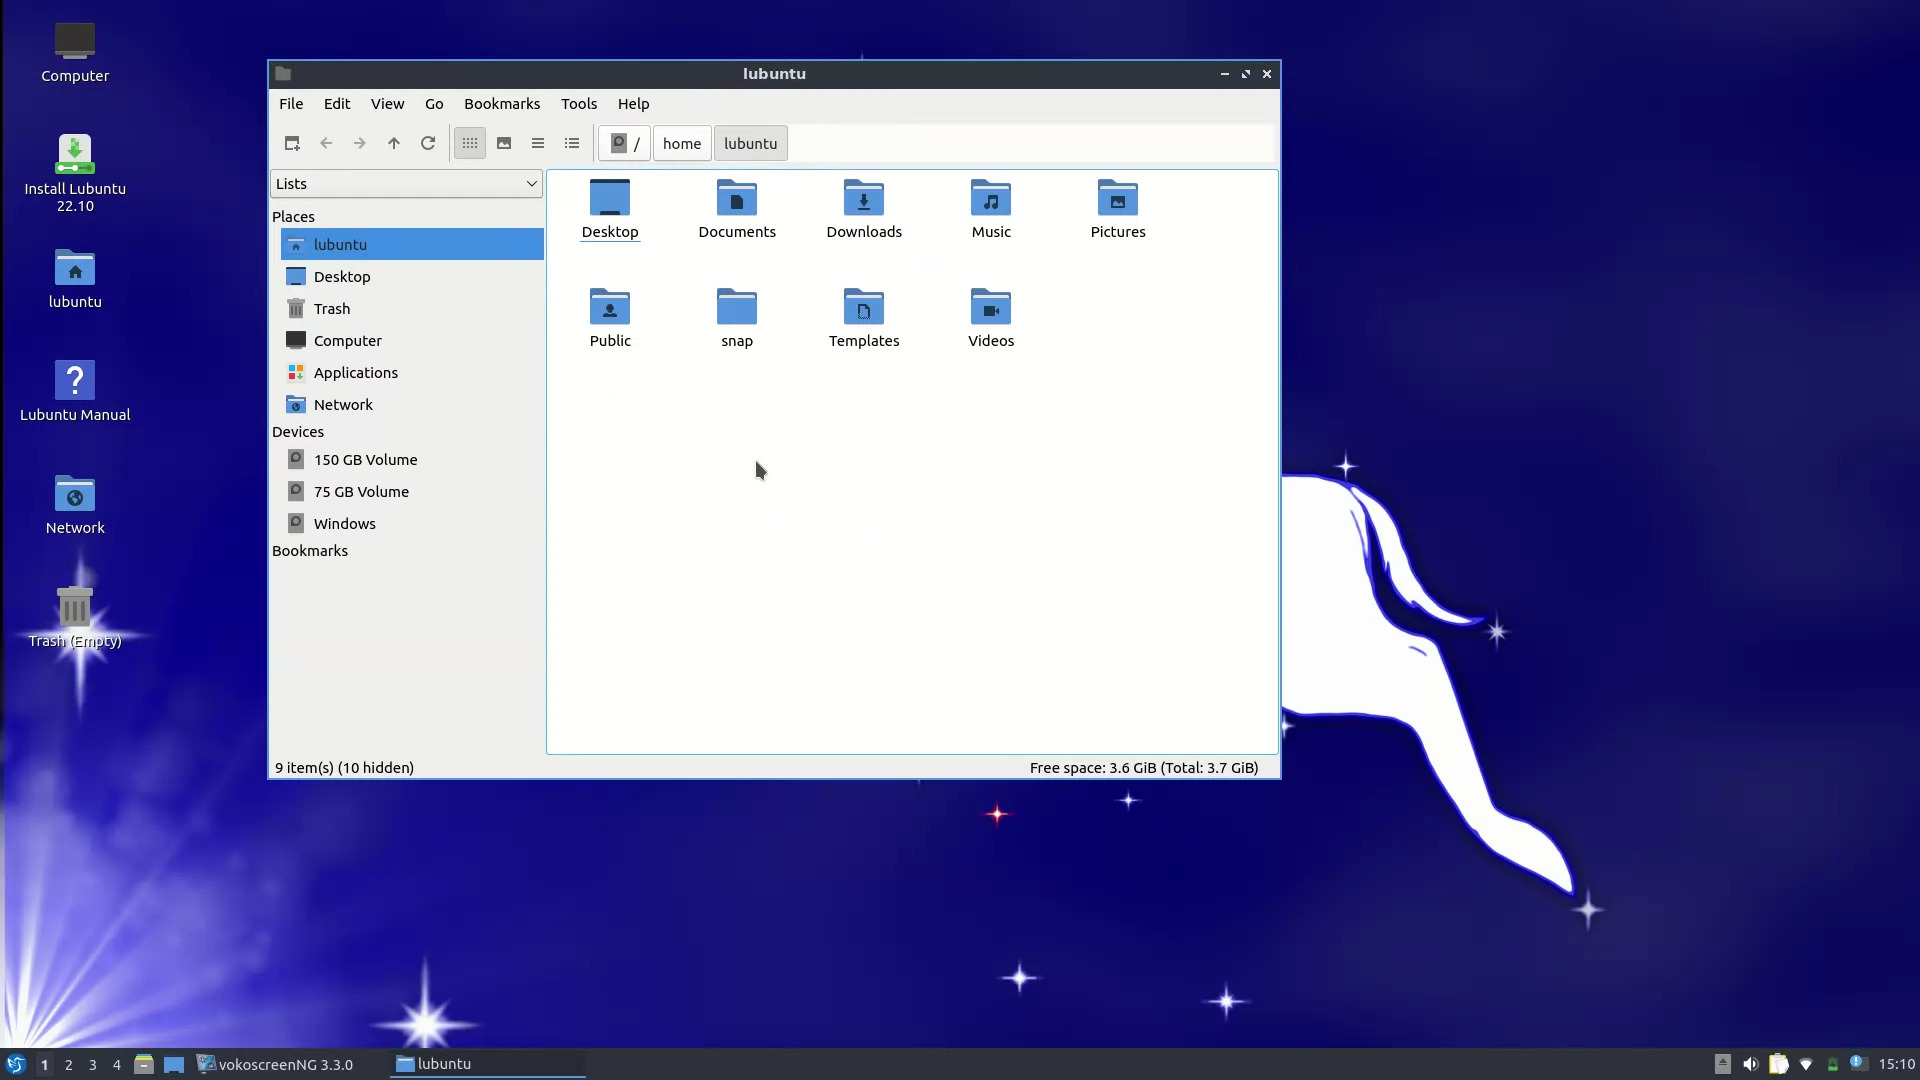 Computer
Install Lubuntu
22.10
lubuntu
?
Lubuntu Manual
Network
Trash (Empty)
lubuntu
File Edit View Go Bookmarks Tools Help
/ home lubuntu
Lists
Places
lubuntu
Desktop
Trash
Computer
Applications
Network
Devices
150 GB Volume
75 GB Volume
Windows
Bookmarks
Desktop Documents Downloads Music Pictures
Public snap Templates Videos
9 item(s) (10 hidden) Free space: 3.6 GiB (Total: 3.7 GiB)
1 2 3 4 vokoscreenNG 3.3.0 lubuntu 15:10